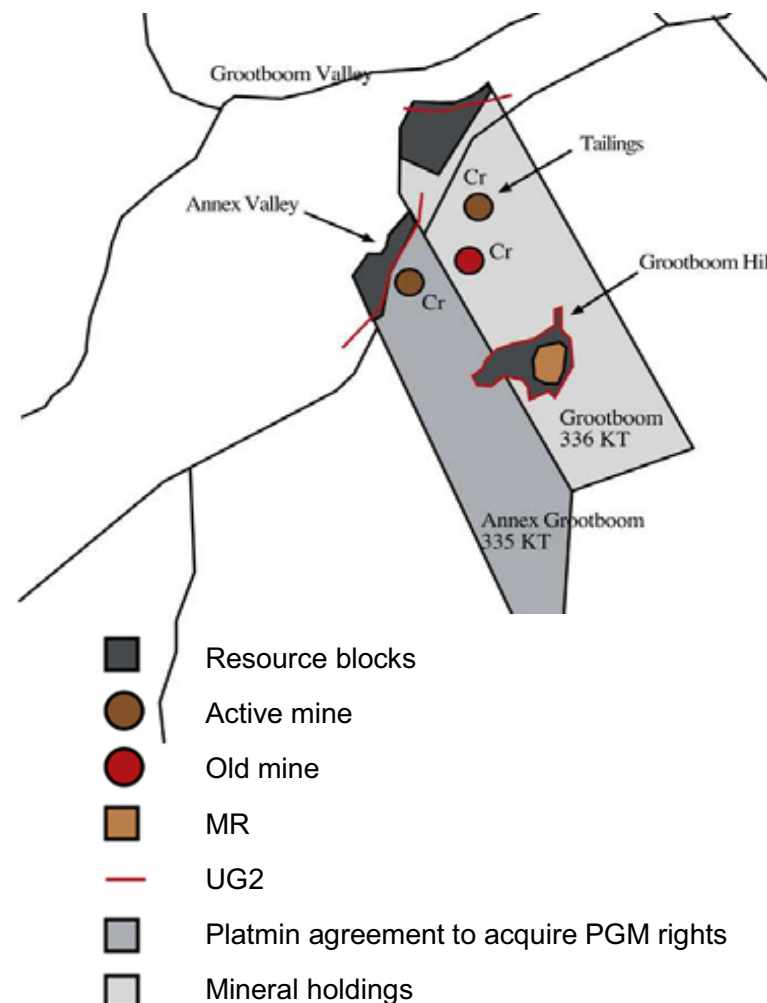 Grootboom Valley
Tailings
Cr
Annex Valley
Cr
Grootboom Hil
Cr
Grootboom
336 KT
Annex Grootboom
335 KT
Resource blocks
Active mine
Old mine
MR
UG2
Platmin agreement to acquire PGM rights
Mineral holdings